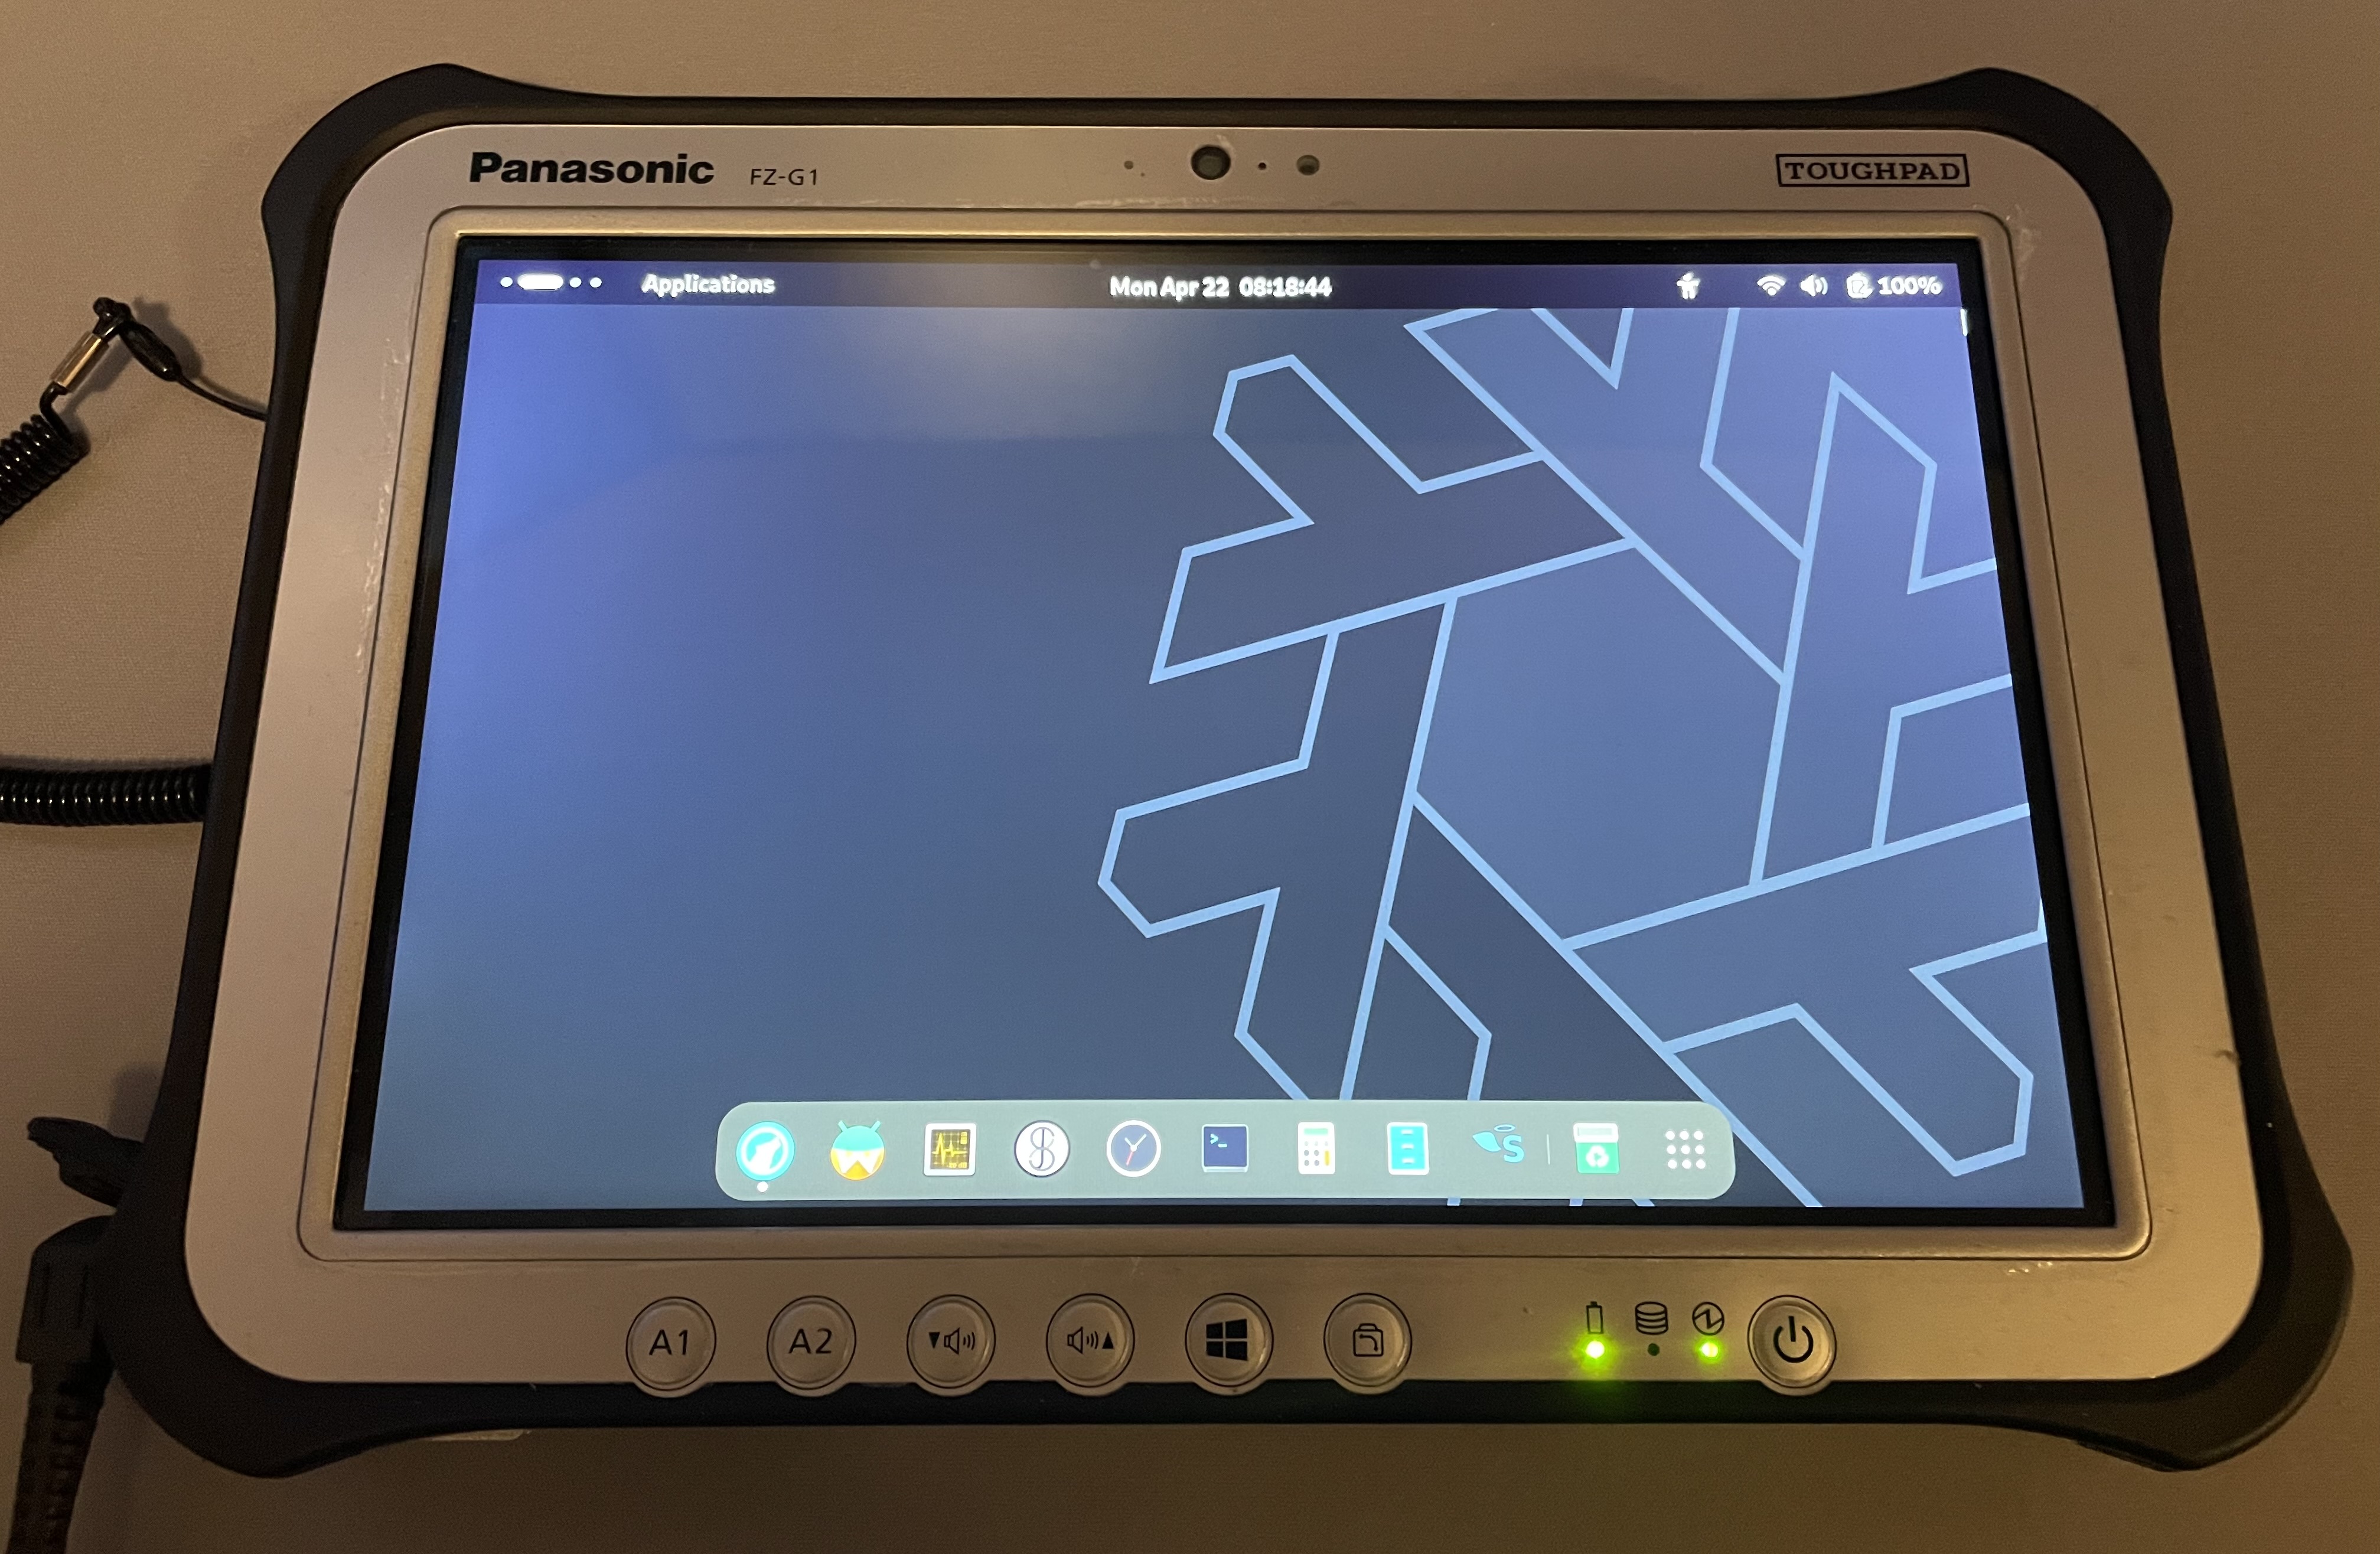 Panasonic FZ-G1
TOUGHPAD
Applications Mon Apr 22 08:18:44 100%
A1 A2